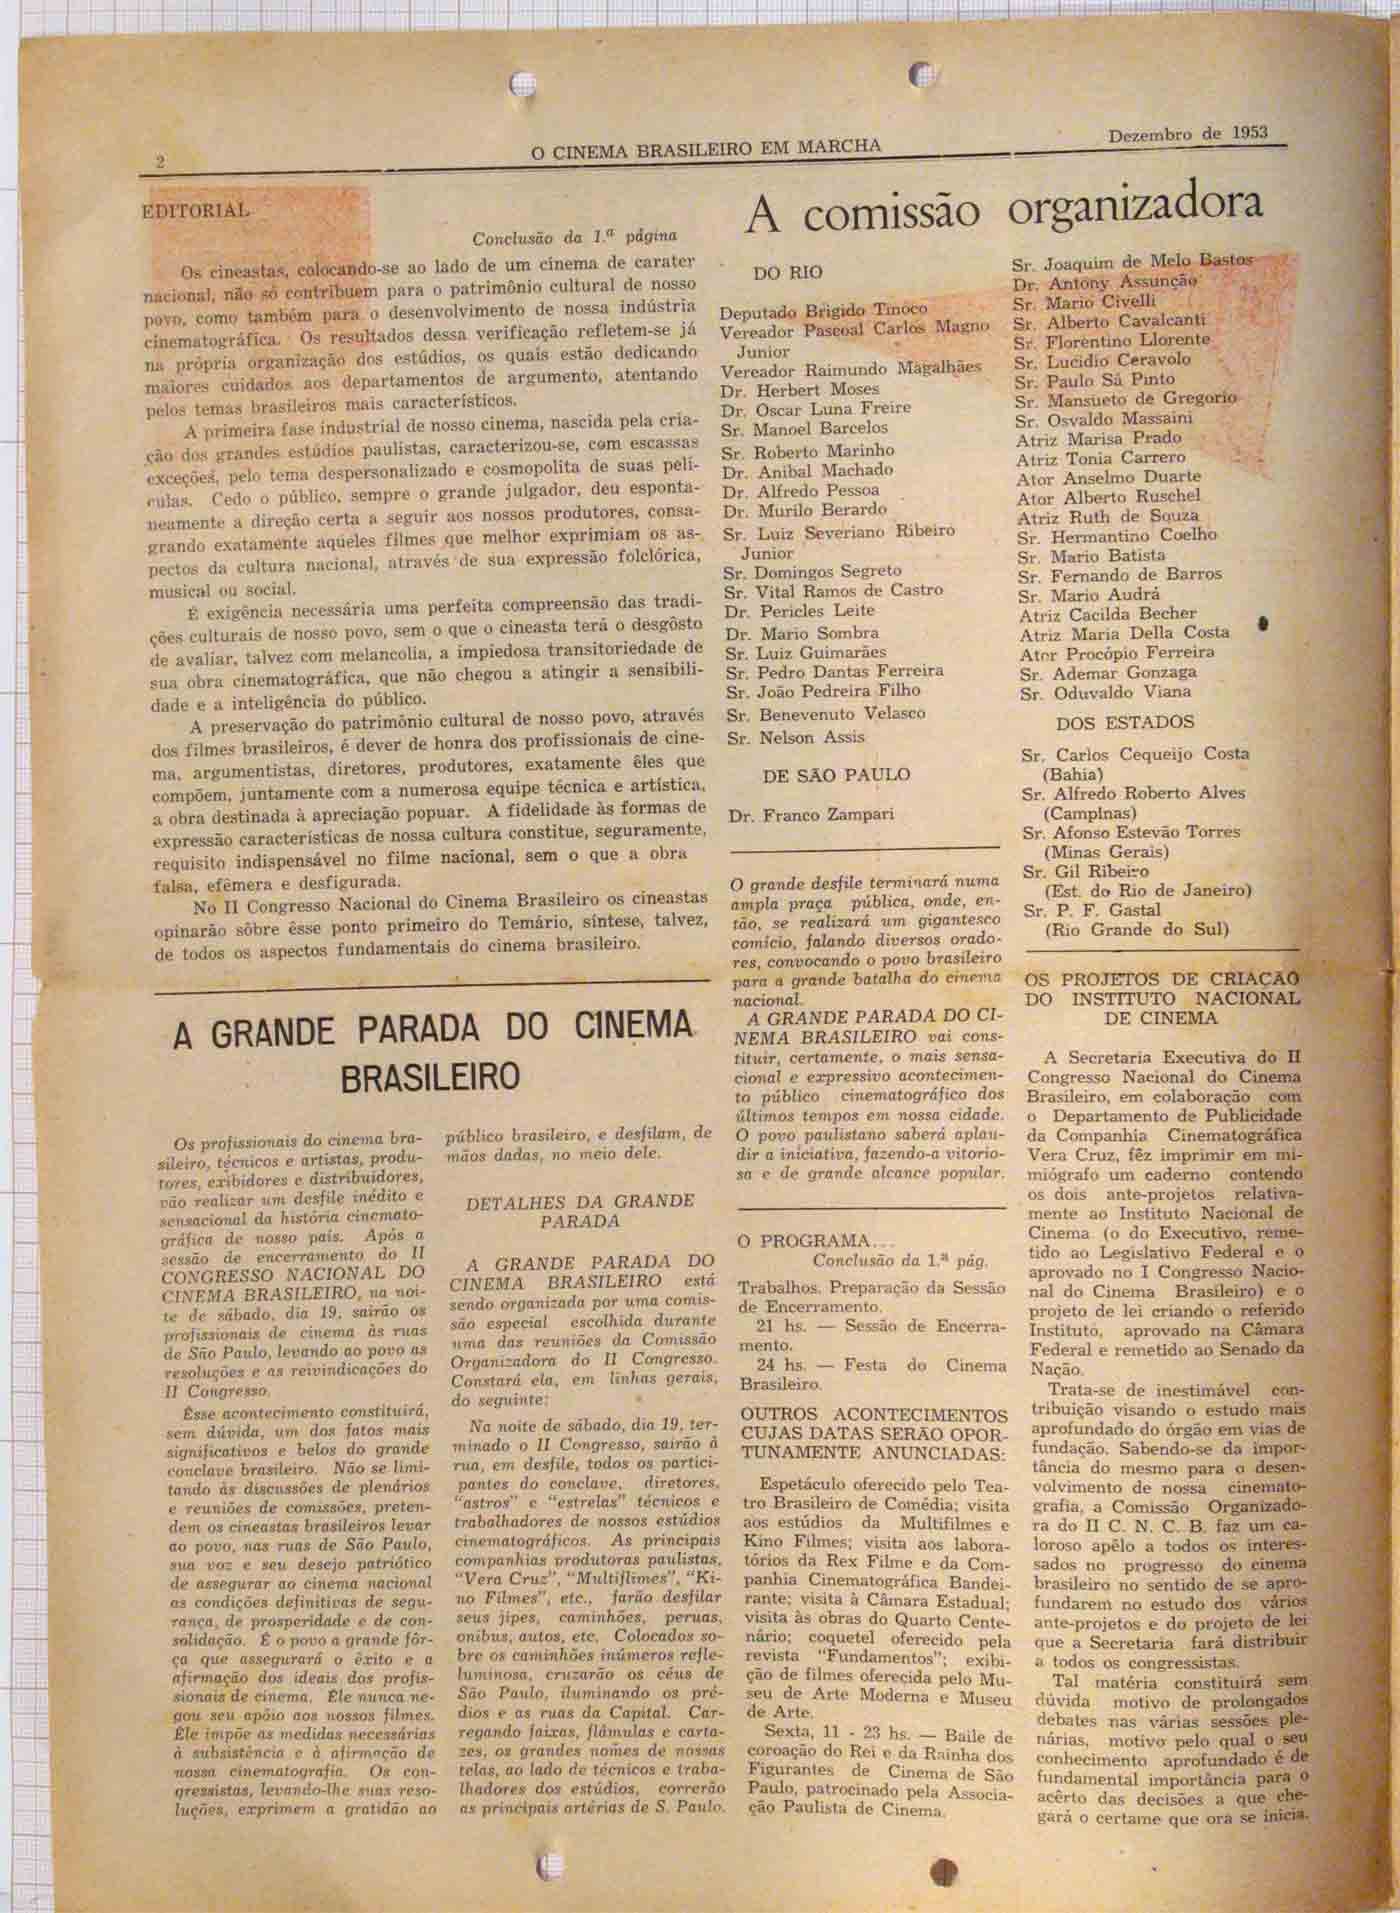 2
O CINEMA BRASILEIRO EM MARCHA
Dezembro de 1953
EDITORIAL
Conclusão da 1.ª página
Os cineastas, colocando-se ao lado de um cinema de carater
nacional, não só contribuem para o patrimônio cultural de nosso
povo, como também para o desenvolvimento de nossa indústria
cinematográfica. Os resultados dessa verificação refletem-se já
na própria organização dos estúdios, os quais estão dedicando
maiores cuidados aos departamentos de argumento, atentando
pelos temas brasileiros mais característicos.
A primeira fase industrial de nosso cinema, nascida pela cria-
ção dos grandes estúdios paulistas, caracterizou-se, com escassas
exceções, pelo tema despersonalizado e cosmopolita de suas pelí-
culas. Cedo o público, sempre o grande julgador, deu esponta-
neamente a direção certa a seguir aos nossos produtores, consa-
grando exatamente aqueles filmes que melhor exprimiam os as-
pectos da cultura nacional, através de sua expressão folclórica,
musical ou social.
É exigência necessária uma perfeita compreensão das tradi-
ções culturais de nosso povo, sem o que o cineasta terá o desgôsto
de avaliar, talvez com melancolia, a impiedosa transitoriedade de
sua obra cinematográfica, que não chegou a atingir a sensibili-
dade e a inteligência do público.
A preservação do patrimônio cultural de nosso povo, através
dos filmes brasileiros, é dever de honra dos profissionais de cine-
ma, argumentistas, diretores, produtores, exatamente êles que
compõem, juntamente com a numerosa equipe técnica e artística,
a obra destinada à apreciação popuar. A fidelidade às formas de
expressão características de nossa cultura constitue, seguramente,
requisito indispensável no filme nacional, sem o que a obra
falsa, efêmera e desfigurada.
No II Congresso Nacional do Cinema Brasileiro os cineastas
opinarão sôbre êsse ponto primeiro do Temário, síntese, talvez,
de todos os aspectos fundamentais do cinema brasileiro.
A GRANDE PARADA DO CINEMA
BRASILEIRO
Os profissionais do cinema bra-
sileiro, técnicos e artistas, produ-
tores, exibidores e distribuidores,
vão realizar um desfile inédito e
sensacional da história cinemato-
gráfica de nosso país. Após a
sessão de encerramento do II
CONGRESSO NACIONAL DO
CINEMA BRASILEIRO, na noi-
te de sábado, dia 19, sairão os
profissionais de cinema às ruas
de São Paulo, levando ao povo as
resoluções e as reivindicações do
II Congresso.
Êsse acontecimento constituirá,
sem dúvida, um dos fatos mais
significativos e belos do grande
conclave brasileiro. Não se limi-
tando às discussões de plenários
e reuniões de comissões, preten-
dem os cineastas brasileiros levar
ao povo, nas ruas de São Paulo,
sua voz e seu desejo patriótico
de assegurar ao cinema nacional
as condições definitivas de segu-
rança, de prosperidade e de con-
solidação. É o povo a grande fôr-
ça que assegurará o êxito e a
afirmação dos ideais dos profis-
sionais de cinema. Êle nunca ne-
gou seu apôio aos nossos filmes.
Êle impõe as medidas necessárias
à subsistência e à afirmação de
nossa cinematografia. Os con-
gressistas, levando-lhe suas reso-
luções, exprimem a gratidão ao
público brasileiro, e desfilam, de
mãos dadas, no meio dele.
DETALHES DA GRANDE
PARADA
A GRANDE PARADA DO
CINEMA BRASILEIRO está
sendo organizada por uma comis-
são especial escolhida durante
uma das reuniões da Comissão
Organizadora do II Congresso.
Constará ela, em linhas gerais,
do seguinte:
Na noite de sábado, dia 19, ter-
minado o II Congresso, sairão à
rua, em desfile, todos os partici-
pantes do conclave, diretores,
"astros" e "estrelas" técnicos e
trabalhadores de nossos estúdios
cinematográficos. As principais
companhias produtoras paulistas,
"Vera Cruz", "Multiflimes", "Ki-
no Filmes", etc., farão desfilar
seus jipes, caminhões, peruas,
onibus, autos, etc. Colocados so-
bre os caminhões inúmeros refle-
luminosa, cruzarão os céus de
São Paulo, iluminando os pré-
dios e as ruas da Capital. Car-
regando faixas, flâmulas e carta-
zes, os grandes nomes de nossas
telas, ao lado de técnicos e traba-
lhadores dos estúdios, correrão
as principais artérias de S. Paulo.
A comissão organizadora
DO RIO
Deputado Brigido Tinoco
Vereador Pascoal Carlos Magno
Junior
Vereador Raimundo Magalhães
Dr. Herbert Moses
Dr. Oscar Luna Freire
Sr. Manoel Barcelos
Sr. Roberto Marinho
Dr. Anibal Machado
Dr. Alfredo Pessoa
Dr. Murilo Berardo
Sr. Luiz Severiano Ribeiro
Junior
Sr. Domingos Segreto
Sr. Vital Ramos de Castro
Dr. Pericles Leite
Dr. Mario Sombra
Sr. Luiz Guimarães
Sr. Pedro Dantas Ferreira
Sr. João Pedreira Filho
Sr. Benevenuto Velasco
Sr. Nelson Assis
DE SÃO PAULO
Dr. Franco Zampari
Sr. Joaquim de Melo Bastos
Dr. Antony Assunção
Sr. Mario Civelli
Sr. Alberto Cavalcanti
Sr. Florentino Llorente
Sr. Lucidio Ceravolo
Sr. Paulo Sá Pinto
Sr. Mansueto de Gregorio
Sr. Osvaldo Massaini
Atriz Marisa Prado
Atriz Tonia Carrero
Ator Anselmo Duarte
Ator Alberto Ruschel
Atriz Ruth de Souza
Sr. Hermantino Coelho
Sr. Mario Batista
Sr. Fernando de Barros
Sr. Mario Audrá
Atriz Cacilda Becher
Atriz Maria Della Costa
Ator Procópio Ferreira
Sr. Ademar Gonzaga
Sr. Oduvaldo Viana
DOS ESTADOS
Sr. Carlos Cequeijo Costa
(Bahia)
Sr. Alfredo Roberto Alves
(Campinas)
Sr. Afonso Estevão Torres
(Minas Gerais)
Sr. Gil Ribeiro
(Est. do Rio de Janeiro)
Sr. P. F. Gastal
(Rio Grande do Sul)
O grande desfile terminará numa
ampla praça pública, onde, en-
tão, se realizará um gigantesco
comício, falando diversos orado-
res, convocando o povo brasileiro
para a grande batalha do cinema
nacional.
A GRANDE PARADA DO CI-
NEMA BRASILEIRO vai cons-
tituir, certamente, o mais sensa-
cional e expressivo acontecimen-
to público cinematográfico dos
últimos tempos em nossa cidade.
O povo paulistano saberá aplau-
dir a iniciativa, fazendo-a vitorio-
sa e de grande alcance popular.
O PROGRAMA...
Conclusão da 1.ª pág.
Trabalhos. Preparação da Sessão
de Encerramento.
21 hs. — Sessão de Encerra-
mento.
24 hs. — Festa do Cinema
Brasileiro.
OUTROS ACONTECIMENTOS
CUJAS DATAS SERÃO OPOR-
TUNAMENTE ANUNCIADAS:
Espetáculo oferecido pelo Tea-
tro Brasileiro de Comédia; visita
aos estúdios da Multifilmes e
Kino Filmes; visita aos labora-
tórios da Rex Filme e da Com-
panhia Cinematográfica Bandei-
rante; visita à Câmara Estadual;
visita às obras do Quarto Cente-
nário; coquetel oferecido pela
revista "Fundamentos"; exibi-
ção de filmes oferecida pelo Mu-
seu de Arte Moderna e Museu
de Arte.
Sexta, 11 - 23 hs. — Baile de
coroação do Rei e da Rainha dos
Figurantes de Cinema de São
Paulo, patrocinado pela Associa-
ção Paulista de Cinema.
OS PROJETOS DE CRIAÇÃO
DO INSTITUTO NACIONAL
DE CINEMA
A Secretaria Executiva do II
Congresso Nacional do Cinema
Brasileiro, em colaboração com
o Departamento de Publicidade
da Companhia Cinematográfica
Vera Cruz, fêz imprimir em mi-
miógrafo um caderno contendo
os dois ante-projetos relativa-
mente ao Instituto Nacional de
Cinema (o do Executivo, reme-
tido ao Legislativo Federal e o
aprovado no I Congresso Nacio-
nal do Cinema Brasileiro) e o
projeto de lei criando o referido
Instituto, aprovado na Câmara
Federal e remetido ao Senado da
Nação.
Trata-se de inestimável con-
tribuição visando o estudo mais
aprofundado do órgão em vias de
fundação. Sabendo-se da impor-
tância do mesmo para o desen-
volvimento de nossa cinemato-
grafia, a Comissão Organizado-
ra do II C. N. C. B. faz um ca-
loroso apêlo a todos os interes-
sados no progresso do cinema
brasileiro no sentido de se apro-
fundarem no estudo dos vários
ante-projetos e do projeto de lei
que a Secretaria fará distribuir
a todos os congressistas.
Tal matéria constituirá sem
dúvida motivo de prolongados
debates nas várias sessões ple-
nárias, motivo pelo qual o seu
conhecimento aprofundado é de
fundamental importância para o
acêrto das decisões a que che-
gará o certame que ora se inicia.